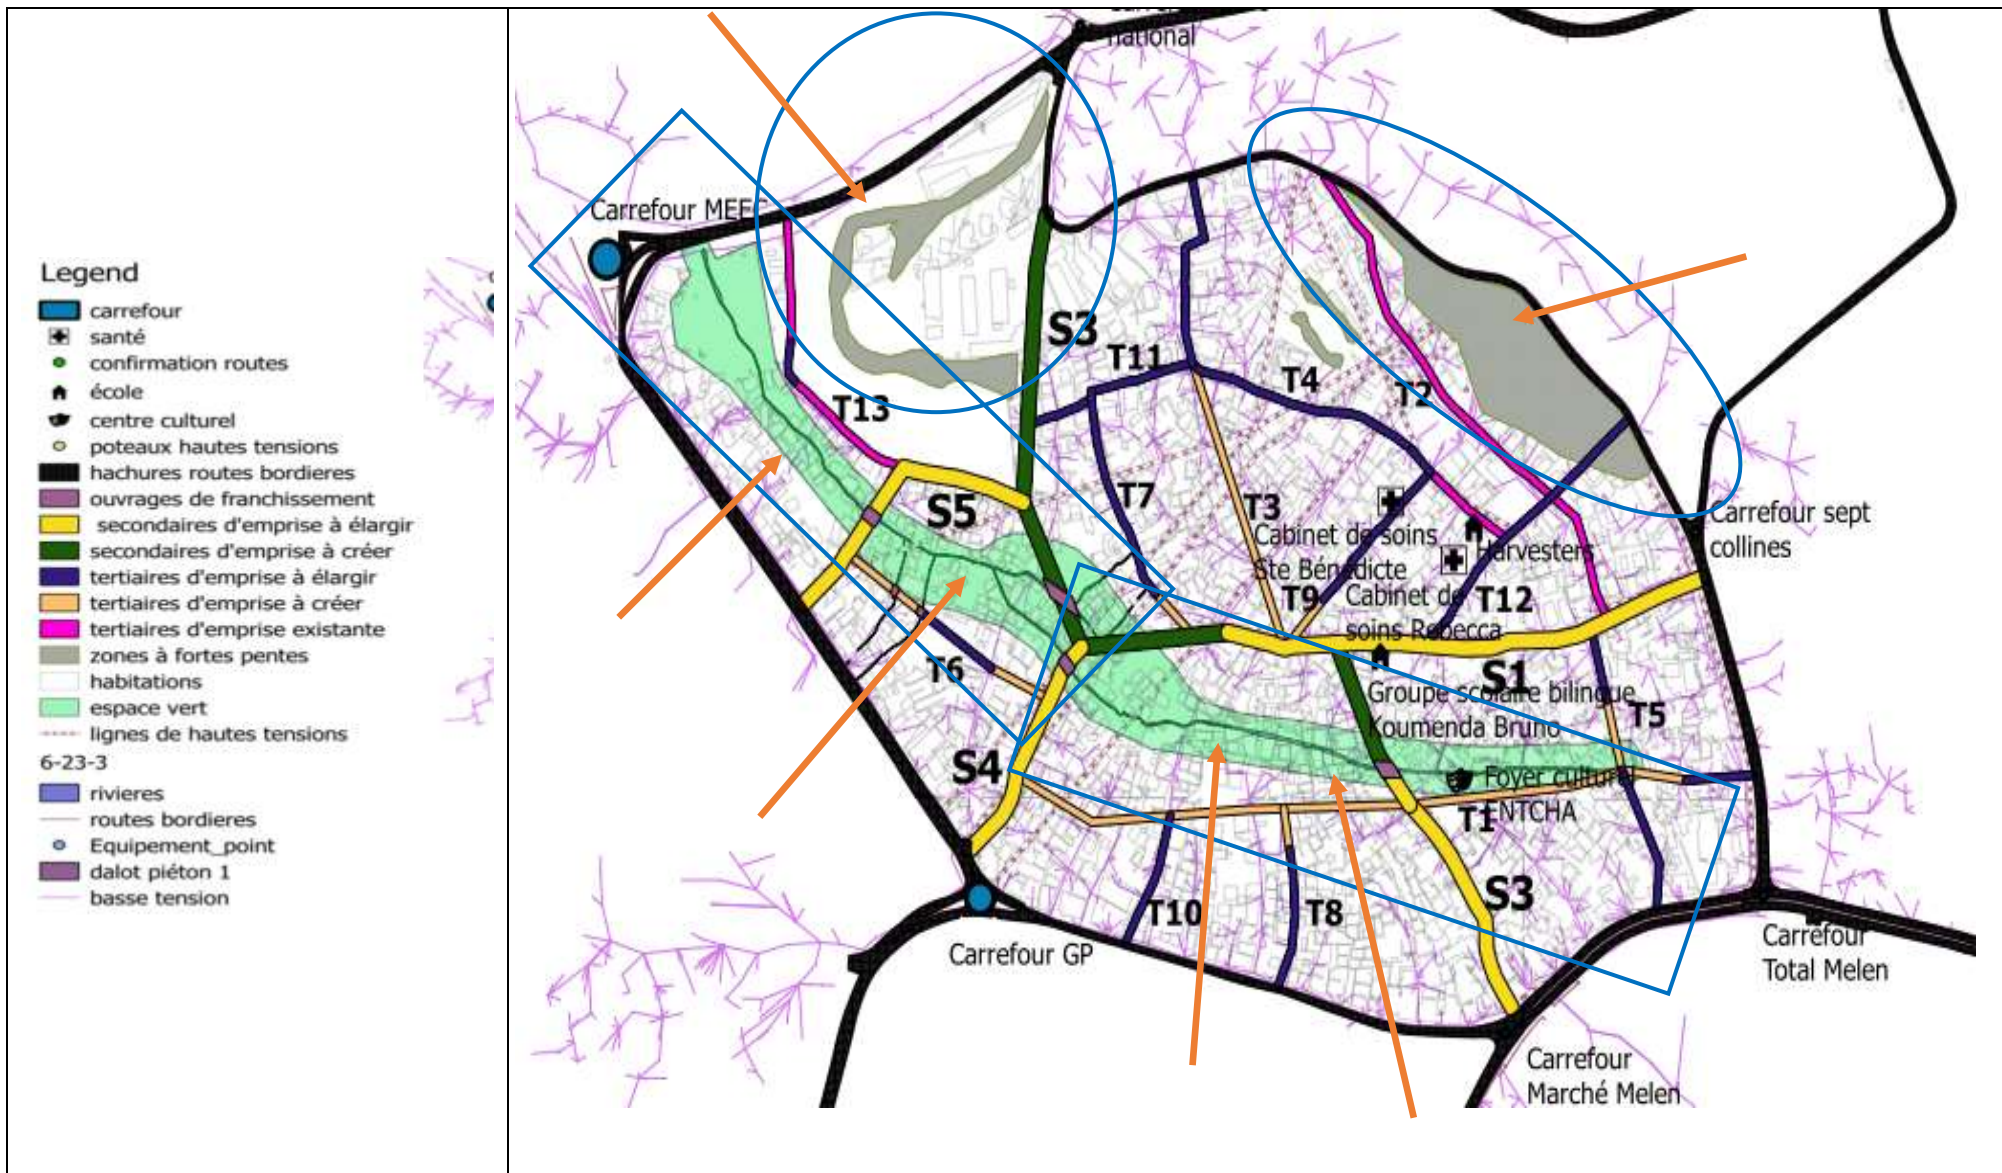 Legend
carrefour
santé
confirmation routes
école
centre culturel
poteaux hautes tensions
hachures routes bordieres
ouvrages de franchissement
secondaires d'emprise à élargir
secondaires d'emprise à créer
tertiaires d'emprise à élargir
tertiaires d'emprise à créer
tertiaires d'emprise existante
zones à fortes pentes
habitations
espace vert
lignes de hautes tensions
6-23-3
rivieres
routes bordieres
Equipement_point
dalot piéton 1
basse tension
national
Carrefour MEEC
S3
T11
T4
T2
T13
S5
T7
T3
Cabinet de soins
Ste Bénédicte
Harvesters
Carrefour sept
collines
T9
Cabinet de
soins Rebecca
T12
T6
S1
Groupe scolaire bilingue
Koumenda Bruno
T5
S4
Foyer culturel
ENTCHA
T1
T10
T8
S3
Carrefour GP
Carrefour
Total Melen
Carrefour
Marché Melen